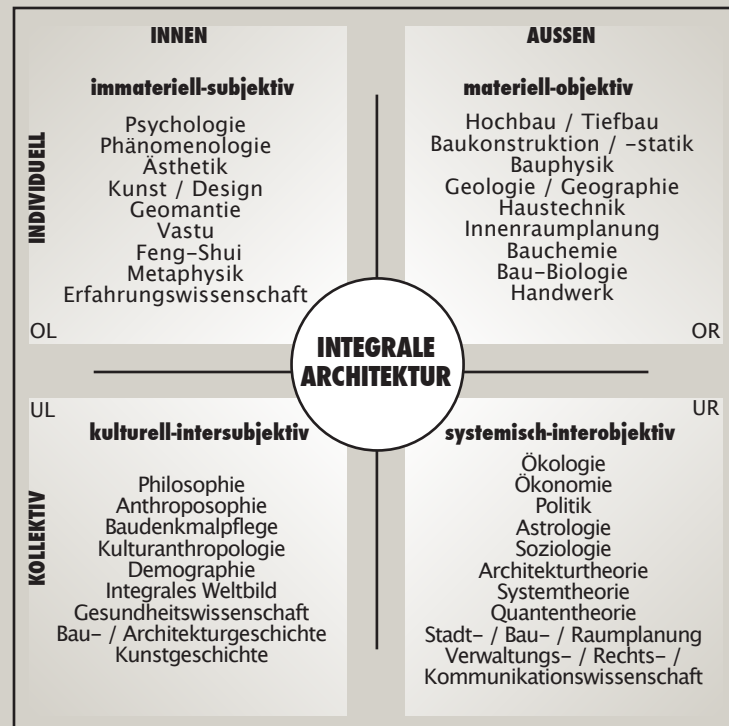 INNEN
immateriell-subjektiv
Psychologie
Phänomenologie
Ästhetik
Kunst / Design
Geomantie
Vastu
Feng-Shui
Metaphysik
Erfahrungswissenschaft
INDIVIDUELL
OL
AUSSEN
materiell-objektiv
Hochbau / Tiefbau
Baukonstruktion / -statik
Bauphysik
Geologie / Geographie
Haustechnik
Innenraumplanung
Bauchemie
Bau-Biologie
Handwerk
OR
INTEGRALE
ARCHITEKTUR
UL
kulturell-intersubjektiv
Philosophie
Anthroposophie
Baudenkmalpflege
Kulturanthropologie
Demographie
Integrales Weltbild
Gesundheitswissenschaft
Bau- / Architekturgeschichte
Kunstgeschichte
KOLLEKTIV
UR
systemisch-interobjektiv
Ökologie
Ökonomie
Politik
Astrologie
Soziologie
Architekturtheorie
Systemtheorie
Quantentheorie
Stadt- / Bau- / Raumplanung
Verwaltungs- / Rechts- /
Kommunikationswissenschaft